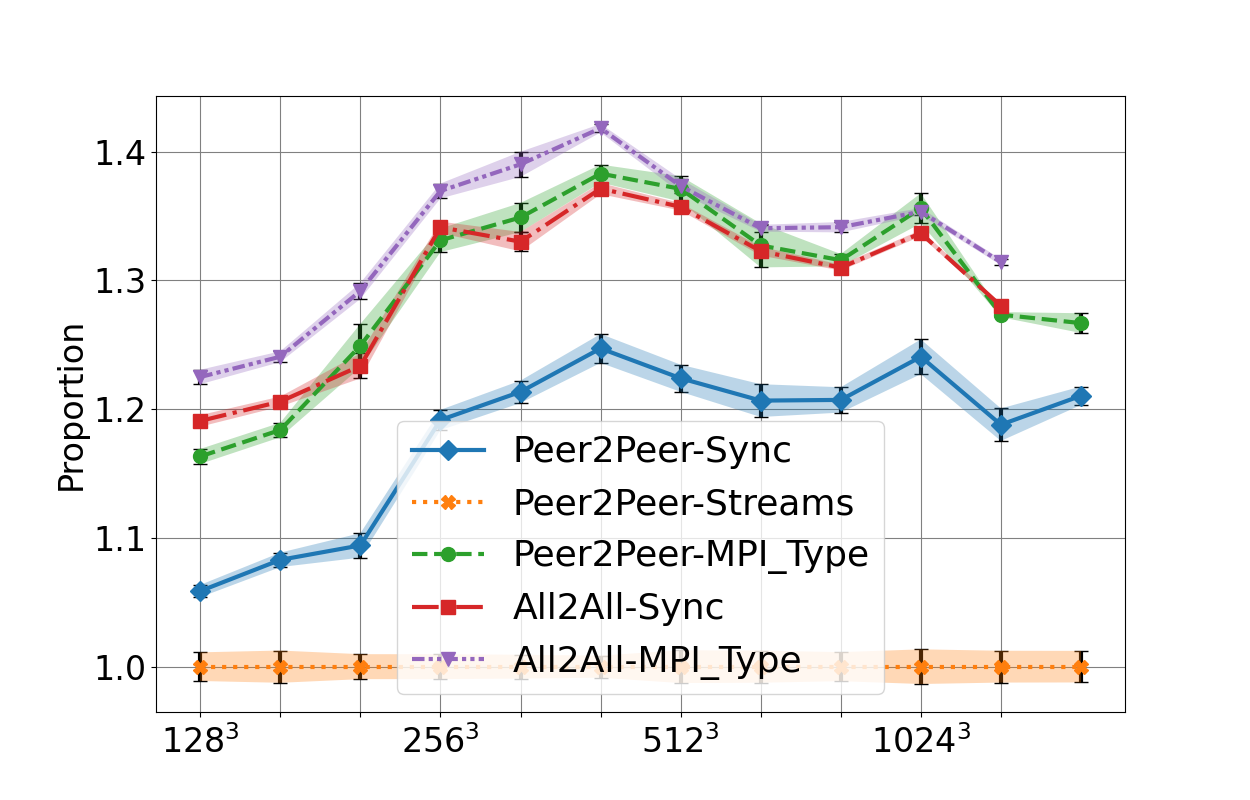 Proportion
1.4
1.3
1.2
1.1
1.0
128³
256³
512³
1024³
Peer2Peer-Sync
Peer2Peer-Streams
Peer2Peer-MPI_Type
All2All-Sync
All2All-MPI_Type